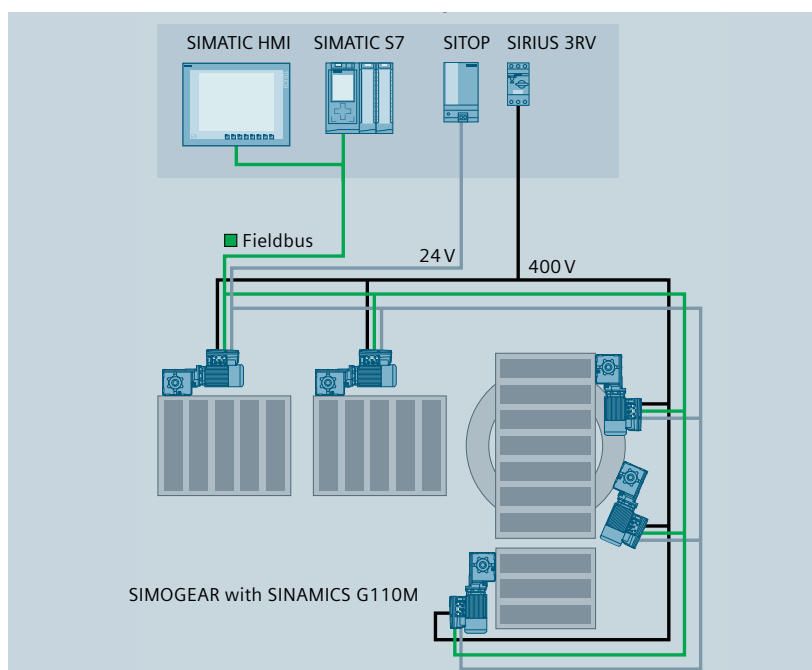 SIMATIC HMI
SIMATIC S7
SITOP
SIRIUS 3RV
Fieldbus
24 V
400 V
SIMOGEAR with SINAMICS G110M